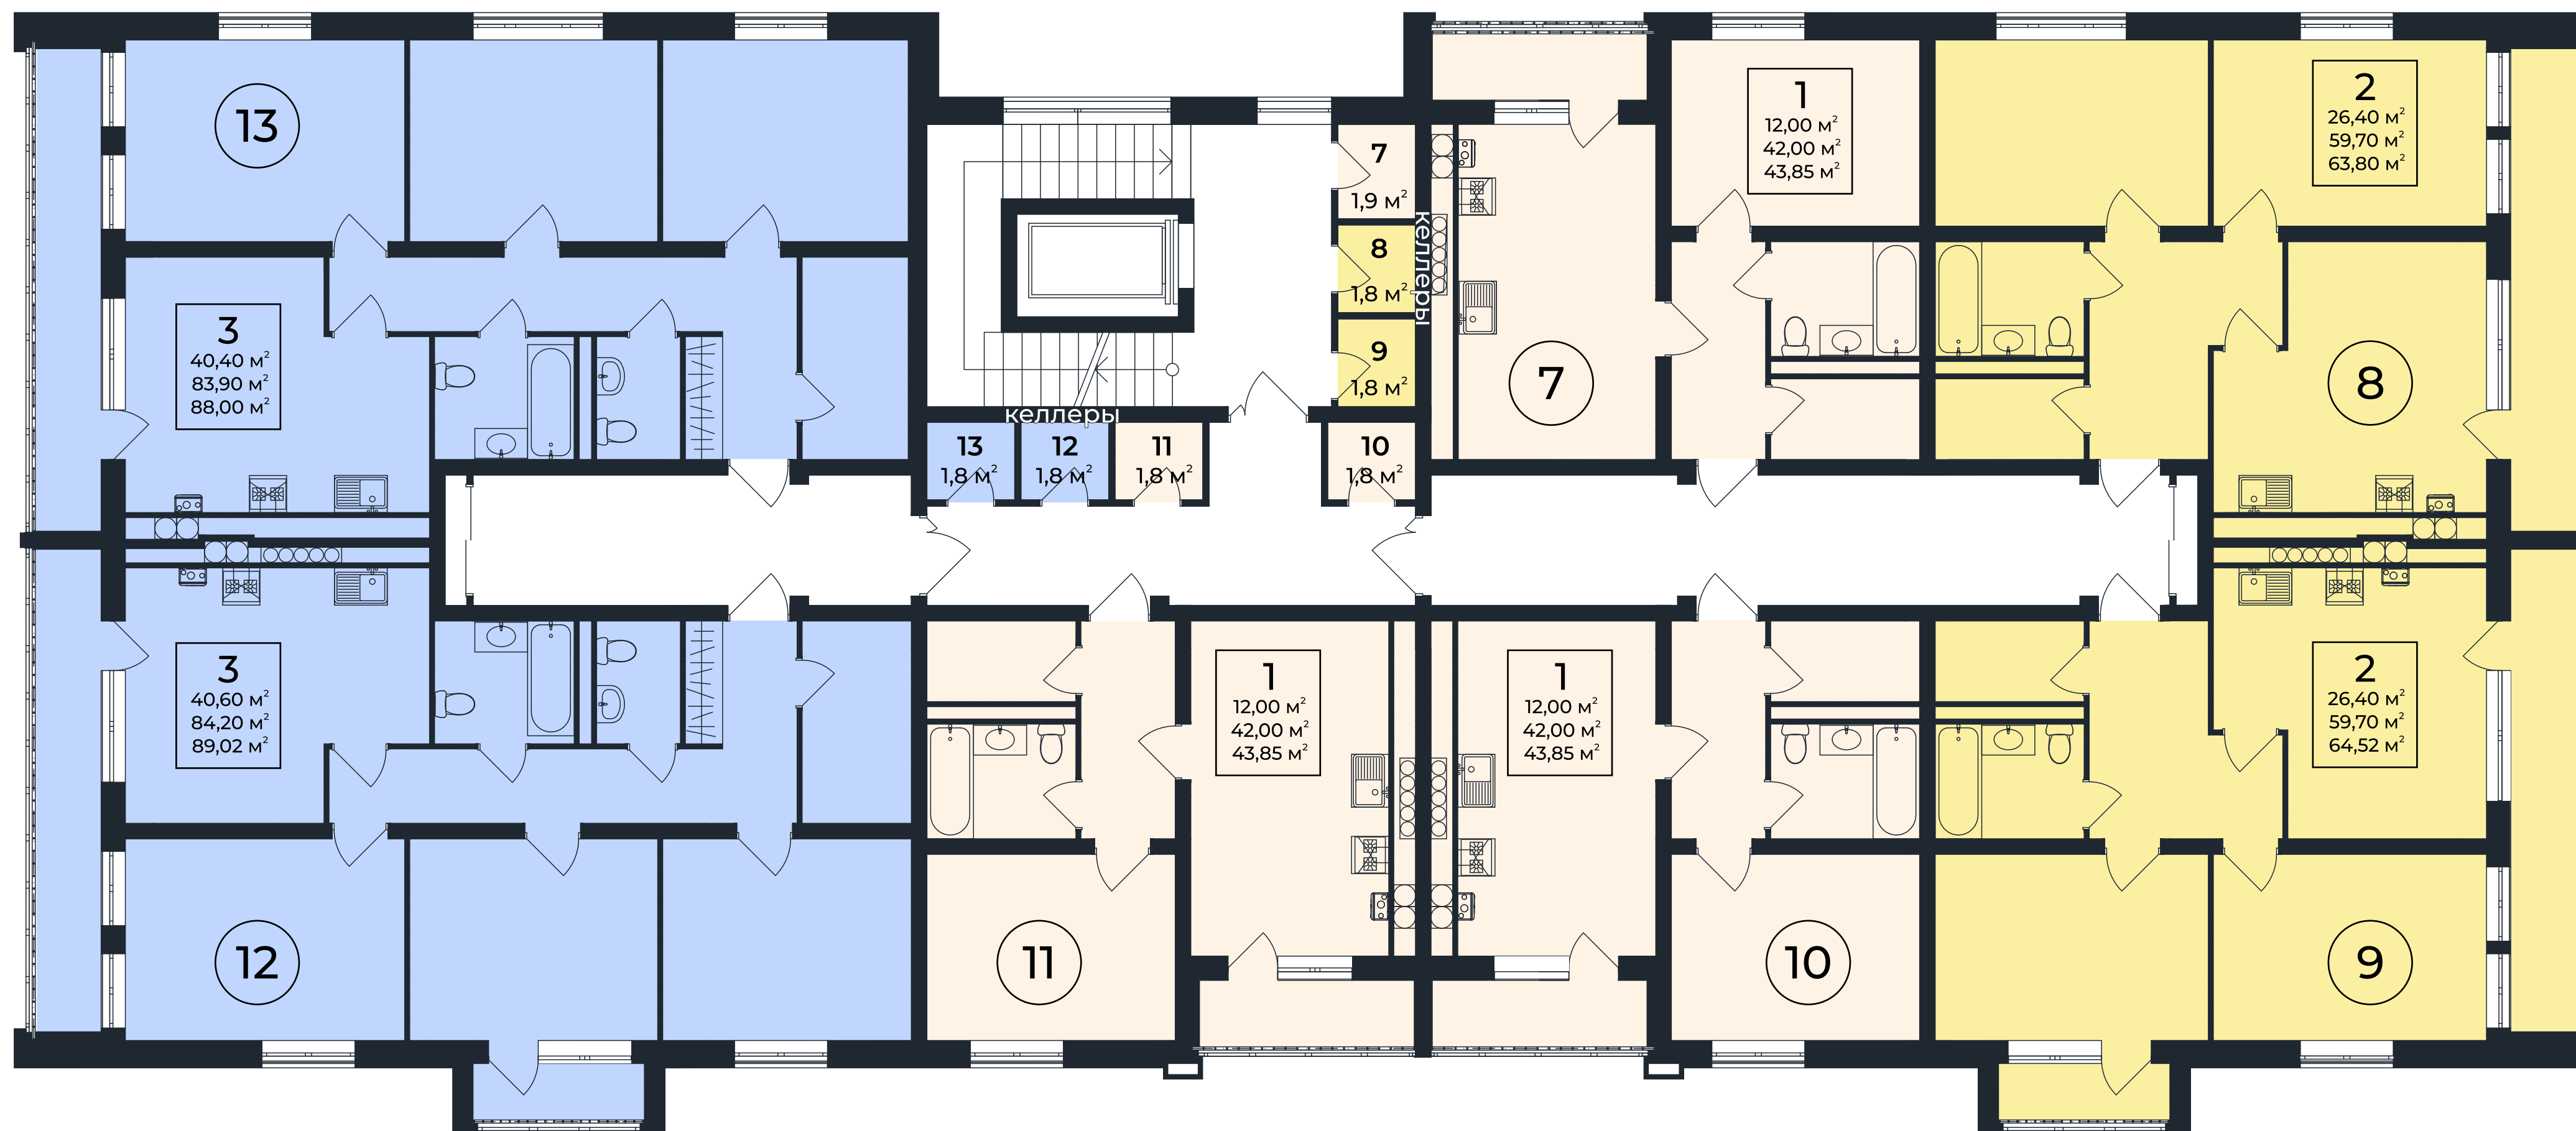 13
1
12,00 м²
42,00 м²
43,85 м²
2
26,40 м²
59,70 м²
63,80 м²
7
1,9 м²
8
1,8 м²
9
1,8 м²
келлеры
3
40,40 м²
83,90 м²
88,00 м²
7
8
келлеры
13
1,8 м²
12
1,8 м²
11
1,8 м²
10
1,8 м²
3
40,60 м²
84,20 м²
89,02 м²
1
12,00 м²
42,00 м²
43,85 м²
1
12,00 м²
42,00 м²
43,85 м²
2
26,40 м²
59,70 м²
64,52 м²
12
11
10
9